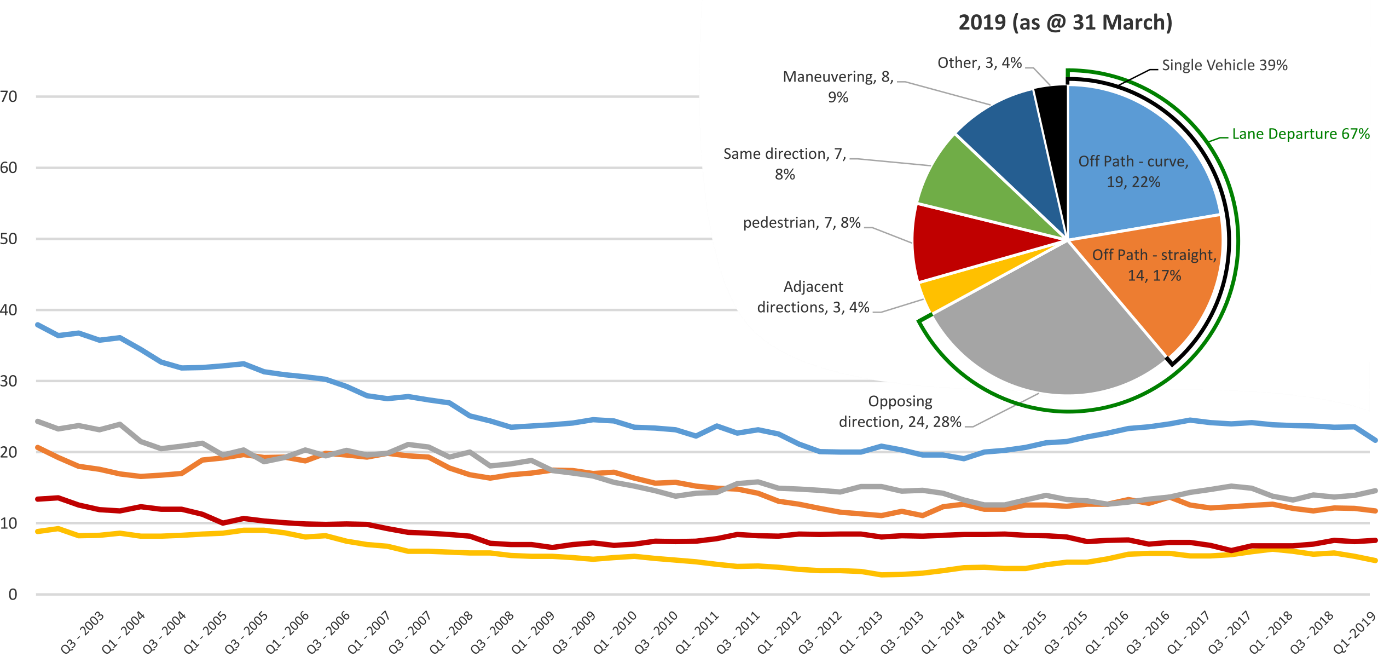 2019 (as @ 31 March)
Other, 3, 4%
Single Vehicle 39%
Maneuvering, 8,
9%
Lane Departure 67%
Off Path - curve,
19, 22%
Same direction, 7,
8%
pedestrian, 7, 8%
Off Path - straight,
14, 17%
Adjacent
directions, 3, 4%
Opposing
direction, 24, 28%
70
60
50
40
30
20
10
0
Q3 - 2003
Q1 - 2004
Q3 - 2004
Q1 - 2005
Q3 - 2005
Q1 - 2006
Q3 - 2006
Q1 - 2007
Q3 - 2007
Q1 - 2008
Q3 - 2008
Q1 - 2009
Q3 - 2009
Q1 - 2010
Q3 - 2010
Q1 - 2011
Q3 - 2011
Q1 - 2012
Q3 - 2012
Q1 - 2013
Q3 - 2013
Q1 - 2014
Q3 - 2014
Q1 - 2015
Q3 - 2015
Q1 - 2016
Q3 - 2016
Q1 - 2017
Q3 - 2017
Q1 - 2018
Q3 - 2018
Q1 - 2019